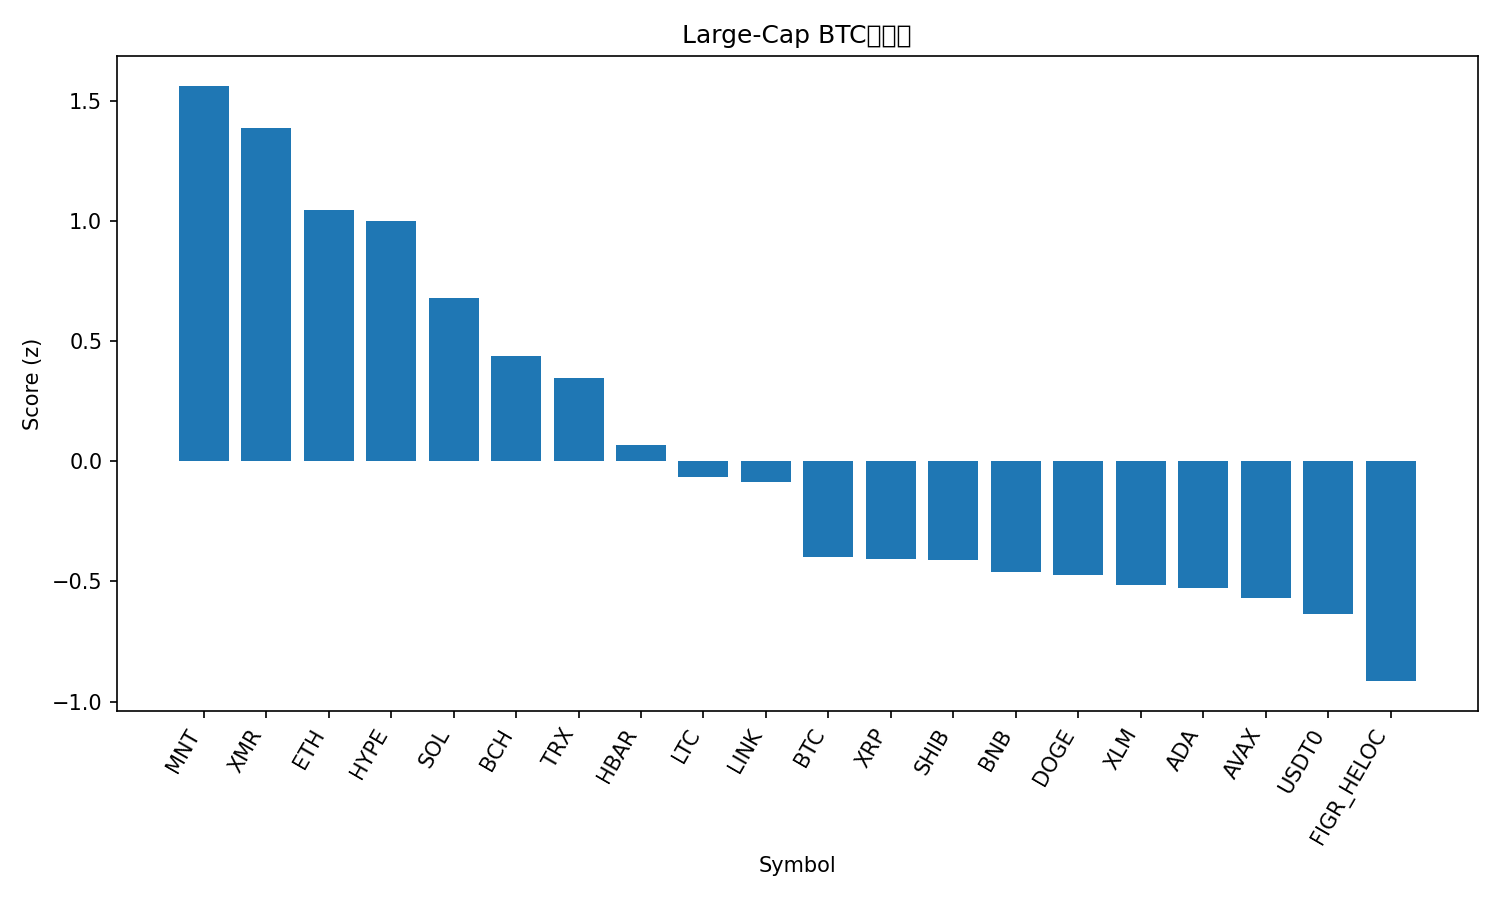 Large-Cap BTC
1.5
1.0
0.5
0.0
−0.5
−1.0
Score (z)
MNT
XMR
ETH
HYPE
SOL
BCH
TRX
HBAR
LTC
LINK
BTC
XRP
SHIB
BNB
DOGE
XLM
ADA
AVAX
USDT0
FIGR_HELOC
Symbol